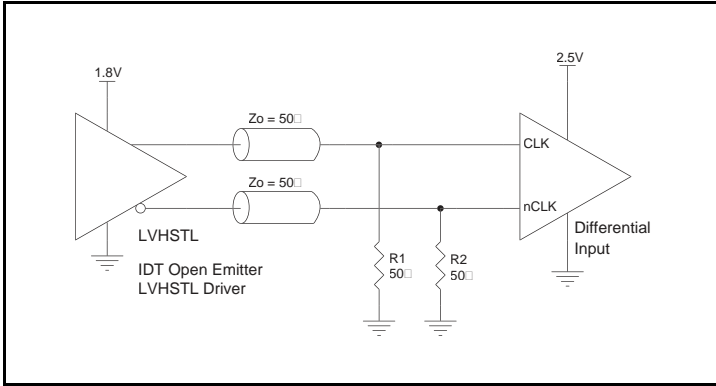 1.8V
2.5V
Zo = 50□
CLK
Zo = 50□
nCLK
LVHSTL
Differential
Input
IDT Open Emitter
LVHSTL Driver
R1
50□
R2
50□